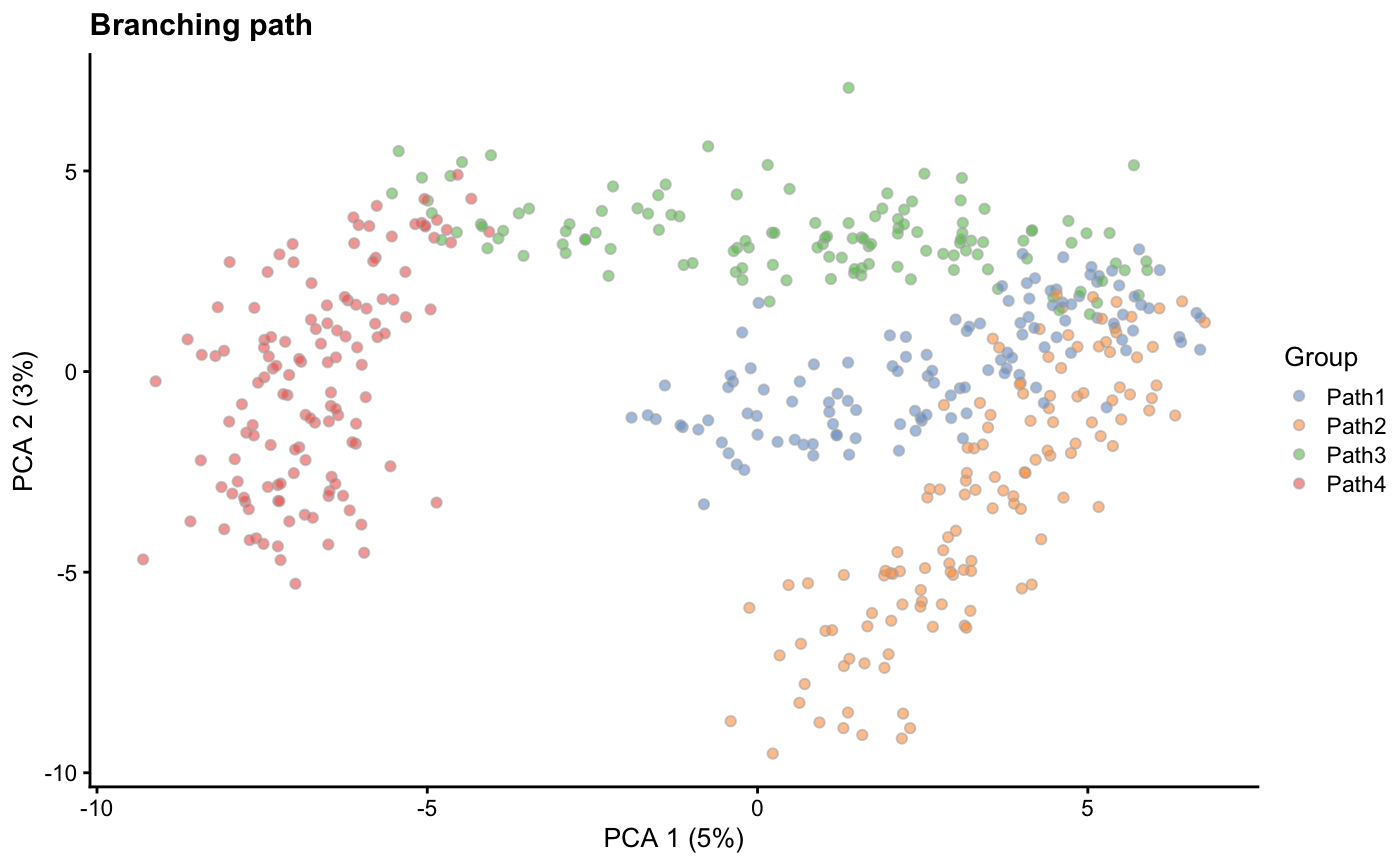 Branching path
PCA 2 (3%)
5
0
-5
-10
-10 -5 0 5
PCA 1 (5%)
Group
Path1
Path2
Path3
Path4